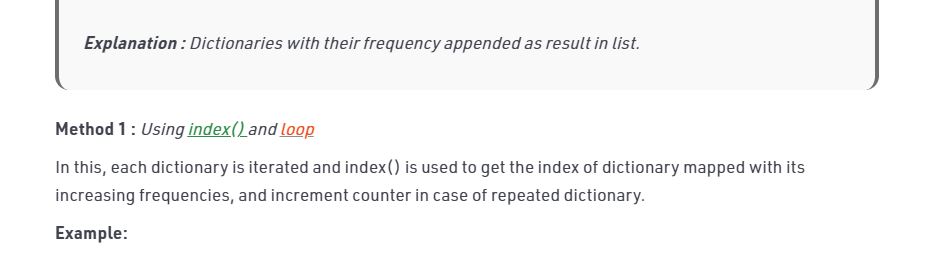 Explanation : Dictionaries with their frequency appended as result in list.
Method 1 : Using index() and loop
In this, each dictionary is iterated and index() is used to get the index of dictionary mapped with its
increasing frequencies, and increment counter in case of repeated dictionary.
Example: